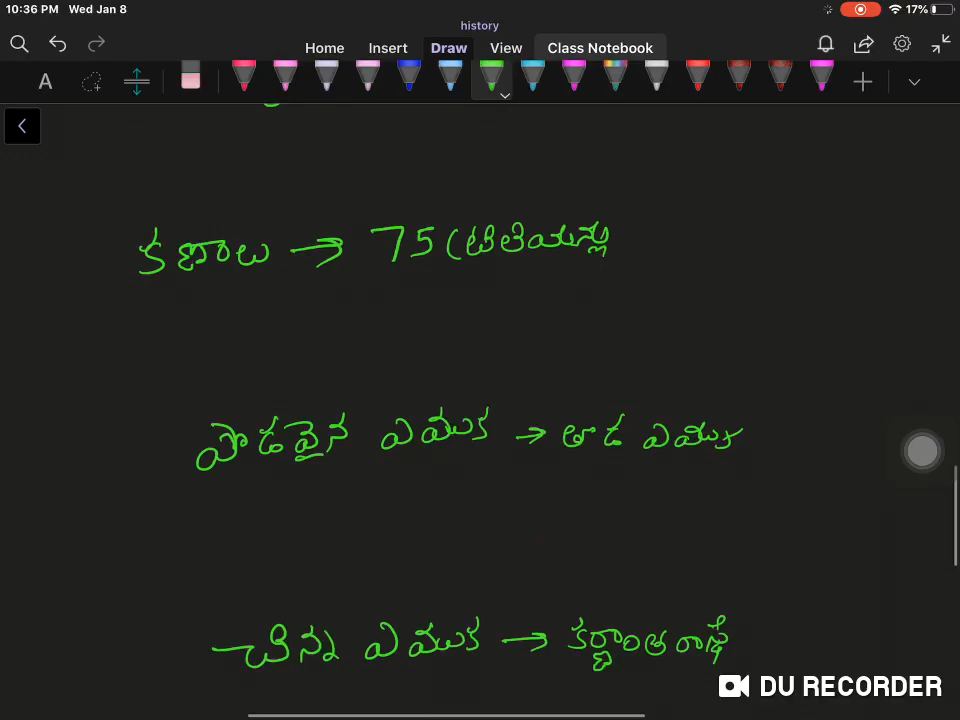 10:36 PM Wed Jan 8
17%
history
Home Insert Draw View Class Notebook
A
కణాలు → 75 (టిలియన్లు
పొడవైన ఎముక → తొడ ఎముక
చిన్న ఎముక → కర్ణాంతరాస్థి
DU RECORDER